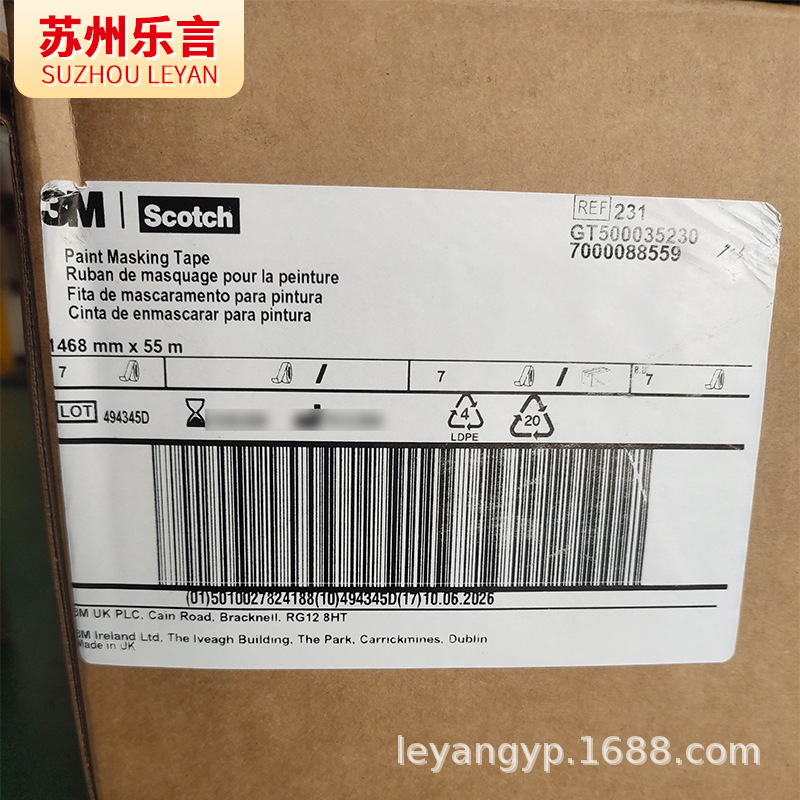 苏州乐言
SUZHOU LEYAN
3M | Scotch
REF 231
GT500035230
7000088559
Paint Masking Tape
Ruban de masquage pour la peinture
Fita de mascaramento para pintura
Cinta de enmascarar para pintura
1468 mm x 55 m
7 / 7 / 7
LOT 494345D
4
LDPE
20
(01)5010027824188(10)494345D(17)10.06.2026
3M UK PLC, Cain Road, Bracknell, RG12 8HT
3M Ireland Ltd, The Iveagh Building, The Park, Carrickmines, Dublin
Made in UK
leyangyp.1688.com